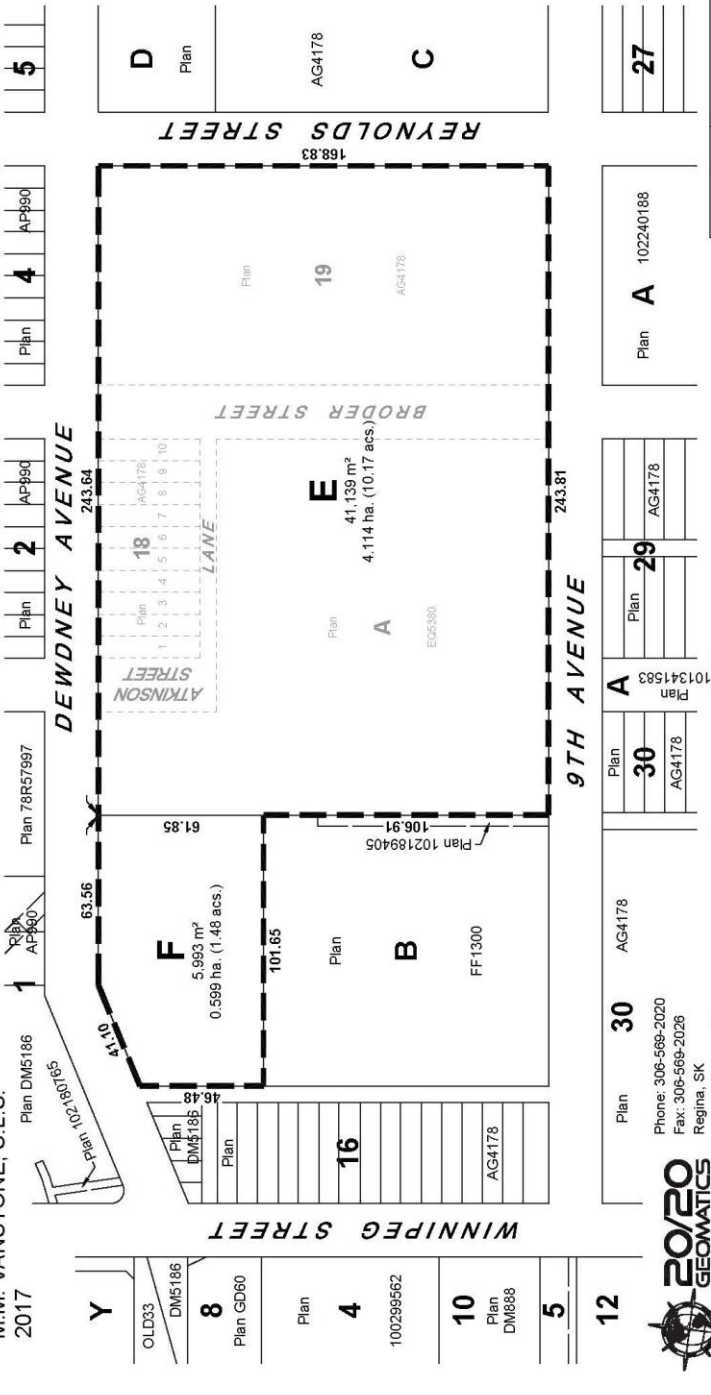 M.M. VANSTONE, S.L.S.
2017
Plan DM5186
Plan 102180765
1
Plan
AP990
Plan 78R57997
Plan
2
AP990
Plan
4
AP990
5
DEWDNEY AVENUE
63.56
243.64
41.10
46.48
F
5,993 m²
0.599 ha. (1.48 acs.)
61.85
101.65
ATKINSON
STREET
Plan
18
AG4178
1 2 3 4 5 6 7 8 9 10
LANE
BRODER STREET
Plan
19
AG4178
168.83
REYNOLDS STREET
D
Plan
AG4178
C
E
41,139 m²
4.114 ha. (10.17 acs.)
Plan
A
EQ5380
Plan
B
FF1300
106.91
Plan 102189405
243.81
9TH AVENUE
Y
OLD33
DM5186
8
Plan GD60
Plan
4
100299562
10
Plan
DM888
5
12
WINNIPEG STREET
Plan
DM5186
Plan
16
AG4178
Plan
30
AG4178
Plan
30
AG4178
A
Plan
101341583
Plan
29
AG4178
Plan
A
102240188
27
20/20
GEOMATICS
Phone: 306-569-2020
Fax: 306-569-2026
Regina, SK